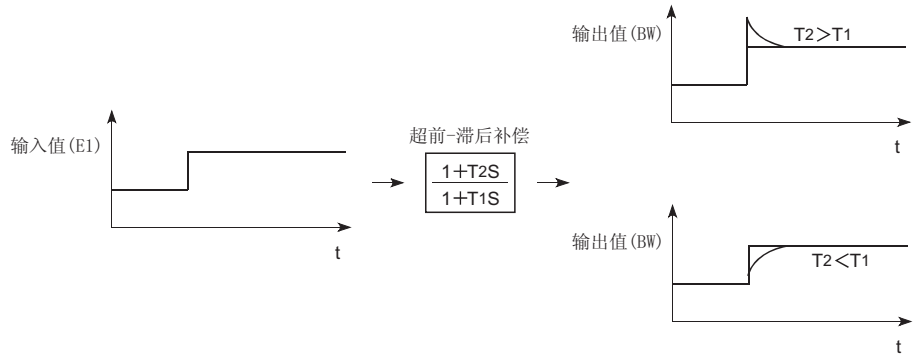 输入值(E1)
t
超前-滞后补偿
1+T2S
1+T1S
输出值(BW)
T2>T1
t
输出值(BW)
T2<T1
t